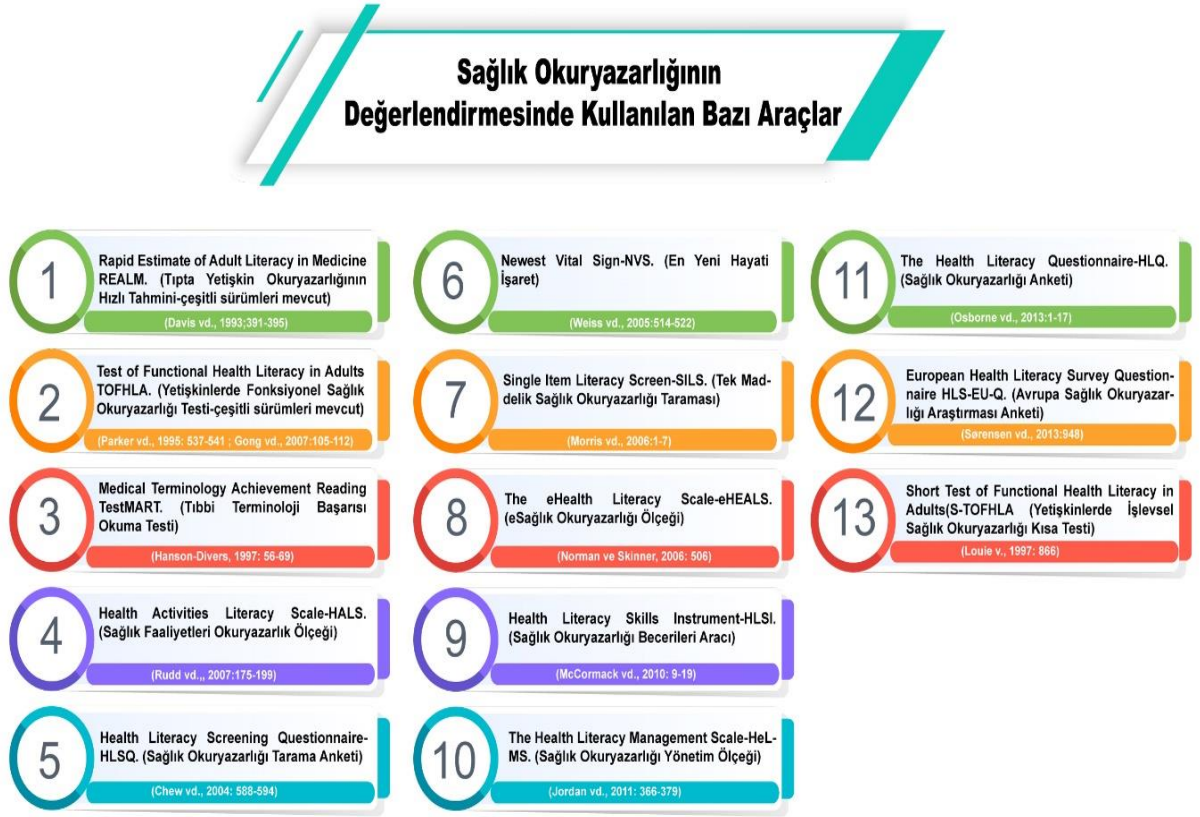 Sağlık Okuryazarlığının
Değerlendirmesinde Kullanılan Bazı Araçlar
1
Rapid Estimate of Adult Literacy in Medicine
REALM. (Tıpta Yetişkin Okuryazarlığının
Hızlı Tahmini-çeşitli sürümleri mevcut)
(Davis vd., 1993;391-395)
2
Test of Functional Health Literacy in Adults
TOFHLA. (Yetişkinlerde Fonksiyonel Sağlık
Okuryazarlığı Testi-çeşitli sürümleri mevcut)
(Parker vd., 1995: 537-541 ; Gong vd., 2007:105-112)
3
Medical Terminology Achievement Reading
TestMART. (Tıbbi Terminoloji Başarısı
Okuma Testi)
(Hanson-Divers, 1997: 56-69)
4
Health Activities Literacy Scale-HALS.
(Sağlık Faaliyetleri Okuryazarlık Ölçeği)
(Rudd vd.,, 2007:175-199)
5
Health Literacy Screening Questionnaire-
HLSQ. (Sağlık Okuryazarlığı Tarama Anketi)
(Chew vd., 2004: 588-594)
6
Newest Vital Sign-NVS. (En Yeni Hayati
İşaret)
(Weiss vd., 2005:514-522)
7
Single Item Literacy Screen-SILS. (Tek Mad-
delik Sağlık Okuryazarlığı Taraması)
(Morris vd., 2006:1-7)
8
The eHealth Literacy Scale-eHEALS.
(eSağlık Okuryazarlığı Ölçeği)
(Norman ve Skinner, 2006: 506)
9
Health Literacy Skills Instrument-HLSI.
(Sağlık Okuryazarlığı Becerileri Aracı)
(McCormack vd., 2010: 9-19)
10
The Health Literacy Management Scale-HeL-
MS. (Sağlık Okuryazarlığı Yönetim Ölçeği)
(Jordan vd., 2011: 366-379)
11
The Health Literacy Questionnaire-HLQ.
(Sağlık Okuryazarlığı Anketi)
(Osborne vd., 2013:1-17)
12
European Health Literacy Survey Question-
naire HLS-EU-Q. (Avrupa Sağlık Okuryazar-
lığı Araştırması Anketi)
(Sørensen vd., 2013:948)
13
Short Test of Functional Health Literacy in
Adults(S-TOFHLA (Yetişkinlerde İşlevsel
Sağlık Okuryazarlığı Kısa Testi)
(Louie v., 1997: 866)